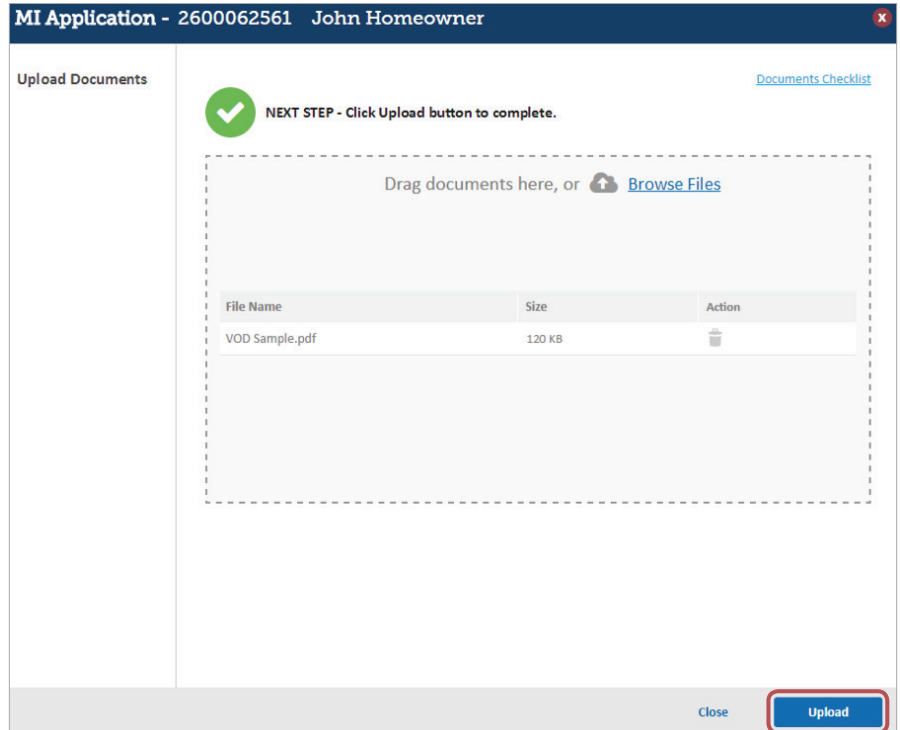 MI Application - 2600062561 John Homeowner
x
Upload Documents
Documents Checklist
NEXT STEP - Click Upload button to complete.
Drag documents here, or Browse Files
File Name Size Action
VOD Sample.pdf 120 KB
Close Upload